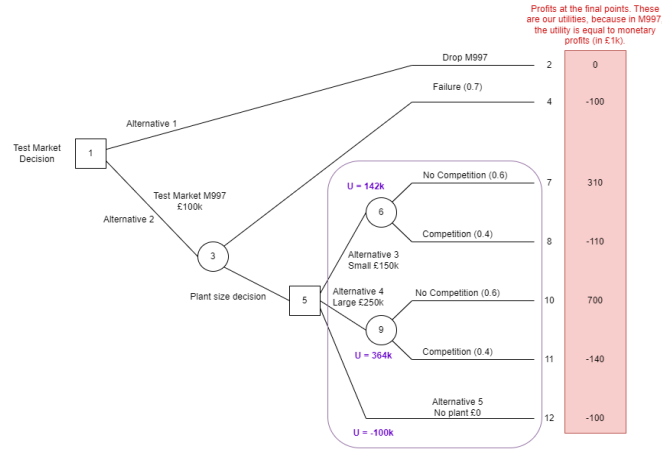 Profits at the final points. These
are our utilities, because in M997
the utility is equal to monetary
profits (in £1k).
Drop M997
2
0
Failure (0.7)
4
-100
Alternative 1
Test Market
Decision
1
No Competition (0.6)
7
310
U = 142k
Test Market M997
£100k
6
Alternative 2
Competition (0.4)
8
-110
3
Alternative 3
Small £150k
Plant size decision
5
Alternative 4
Large £250k
No Competition (0.6)
10
700
9
U = 364k
Competition (0.4)
11
-140
Alternative 5
No plant £0
12
-100
U = -100k